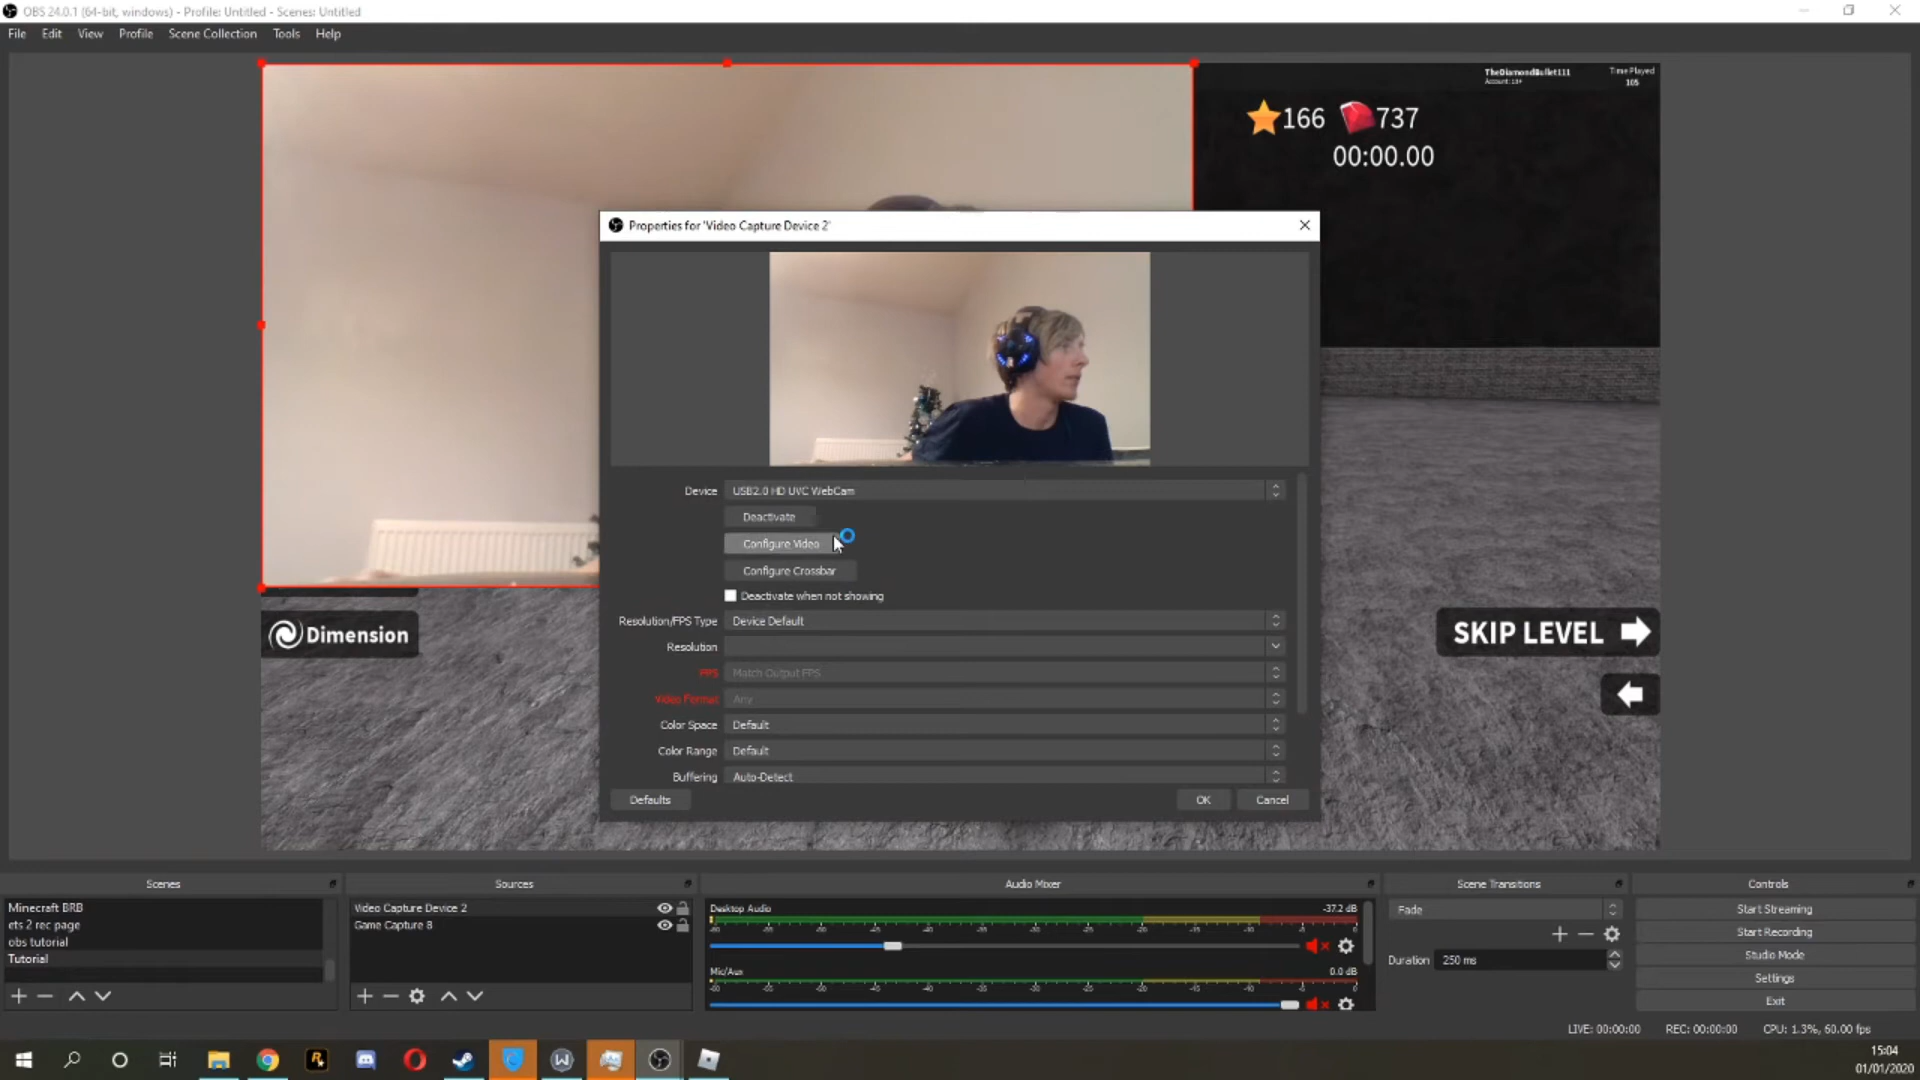 OBS 24.0.1 (64-bit, windows) - Profile: Untitled - Scenes: Untitled
File Edit View Profile Scene Collection Tools Help
TheDiamondBullet111
Time Played
105
166 737
00:00.00
Properties for 'Video Capture Device 2'
Device USB2.0 HD UVC WebCam
Deactivate
Configure Video
Configure Crossbar
Deactivate when not showing
Resolution/FPS Type Device Default
Resolution
FPS Match Output FPS
Video Format Any
Color Space Default
Color Range Default
Buffering Auto-Detect
Defaults OK Cancel
Dimension
SKIP LEVEL
Scenes
Minecraft BRB
ets 2 rec page
obs tutorial
Tutorial
Sources
Video Capture Device 2
Game Capture 8
Audio Mixer
Desktop Audio -37.2 dB
Mic/Aux 0.0 dB
Scene Transitions
Fade
Duration 250 ms
Controls
Start Streaming
Start Recording
Studio Mode
Settings
Exit
LIVE: 00:00:00 REC: 00:00:00 CPU: 1.3%, 60.00 fps
15:04
01/01/2020